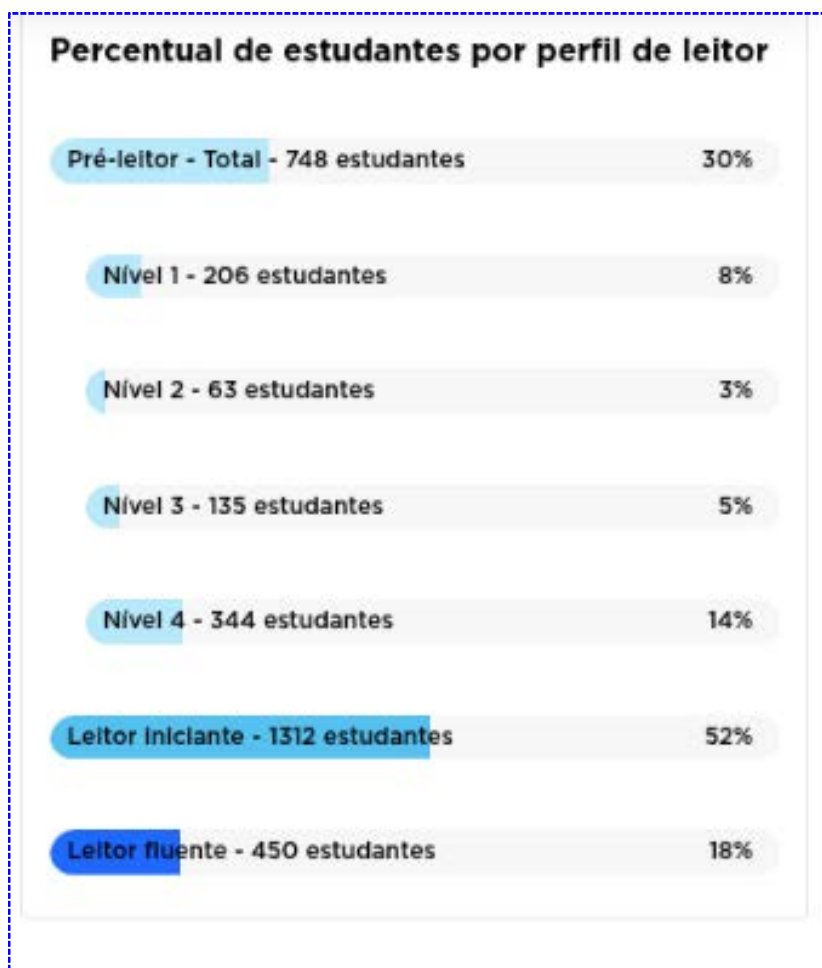 Percentual de estudantes por perfil de leitor
Pré-leitor - Total - 748 estudantes 30%
Nível 1 - 206 estudantes 8%
Nível 2 - 63 estudantes 3%
Nível 3 - 135 estudantes 5%
Nível 4 - 344 estudantes 14%
Leitor iniciante - 1312 estudantes 52%
Leitor fluente - 450 estudantes 18%